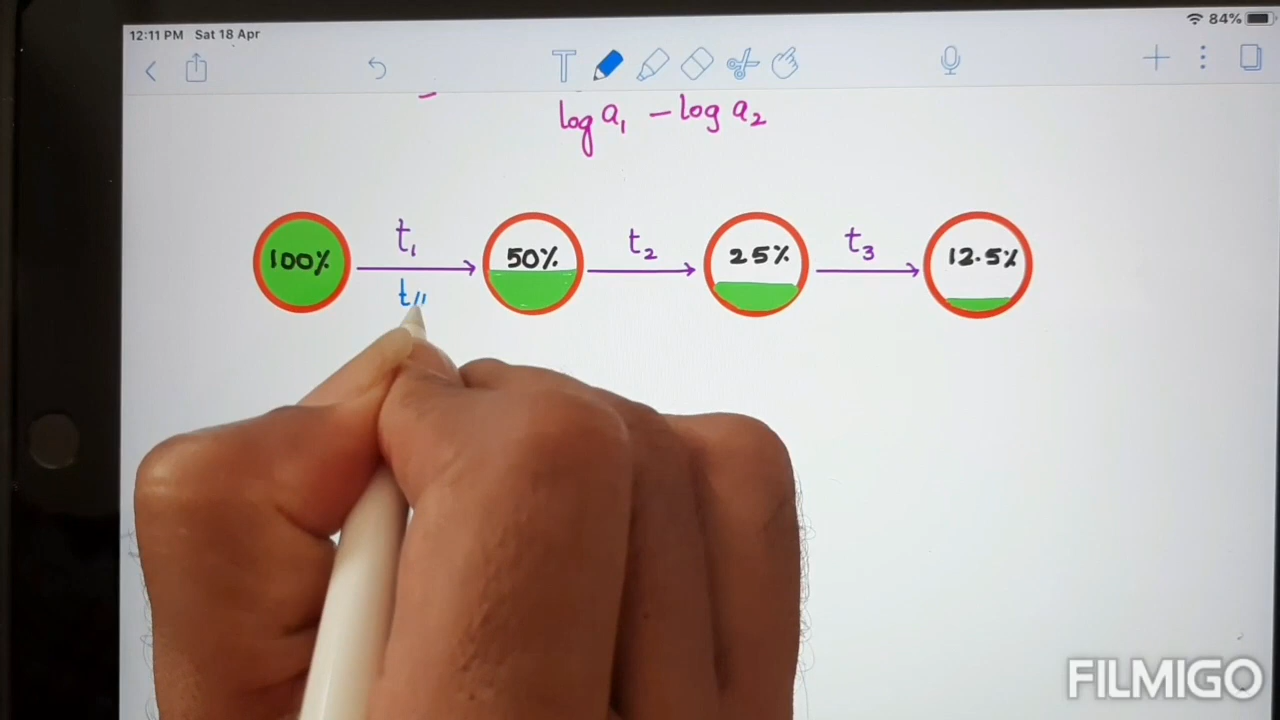 12:11 PM Sat 18 Apr
84%
T
log a₁ – log a₂
t₁
t₂
t₃
100%
50%
25%
12.5%
t
FILMIGO